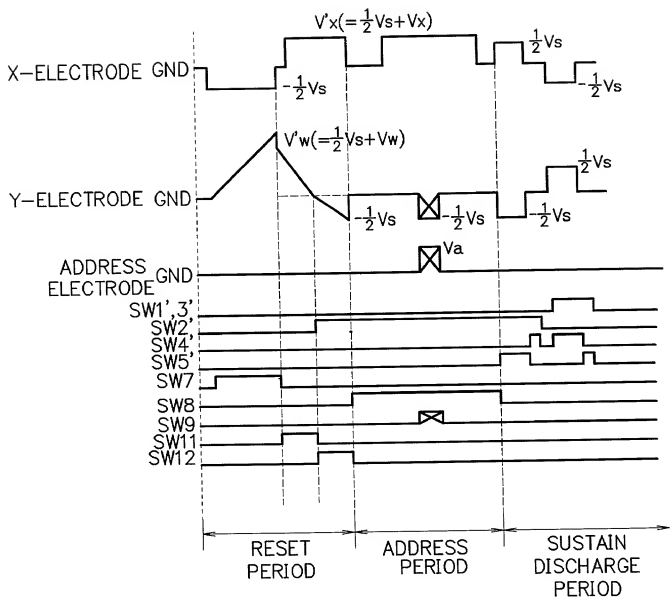 V'x(=1/2Vs+Vx)
1/2Vs
X-ELECTRODE GND
-1/2Vs
-1/2Vs
V'w(=1/2Vs+Vw)
1/2Vs
Y-ELECTRODE GND
-1/2Vs
-1/2Vs
-1/2Vs
Va
ADDRESS
ELECTRODE GND
SW1',3'
SW2'
SW4'
SW5'
SW7
SW8
SW9
SW11
SW12
RESET
PERIOD
ADDRESS
PERIOD
SUSTAIN
DISCHARGE
PERIOD